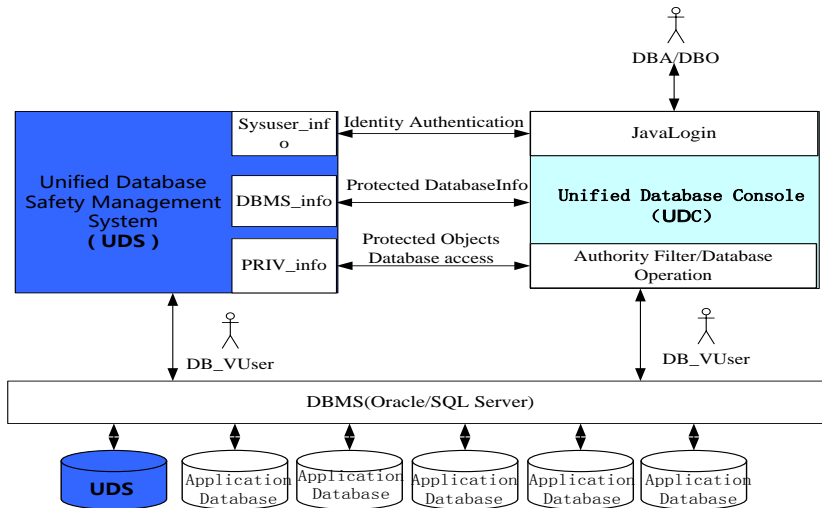 DBA/DBO
Sysuser_inf
o
Identity Authentication
JavaLogin
Unified Database
Safety Management
System
( UDS )
DBMS_info
Protected DatabaseInfo
Unified Database Console
(UDC)
PRIV_info
Protected Objects
Database access
Authority Filter/Database
Operation
DB_VUser
DB_VUser
DBMS(Oracle/SQL Server)
UDS
Application
Database
Application
Database
Application
Database
Application
Database
Application
Database